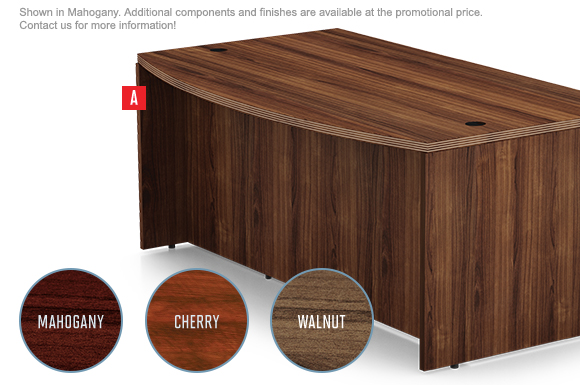 Shown in Mahogany. Additional components and finishes are available at the promotional price.
Contact us for more information!
A
MAHOGANY
CHERRY
WALNUT